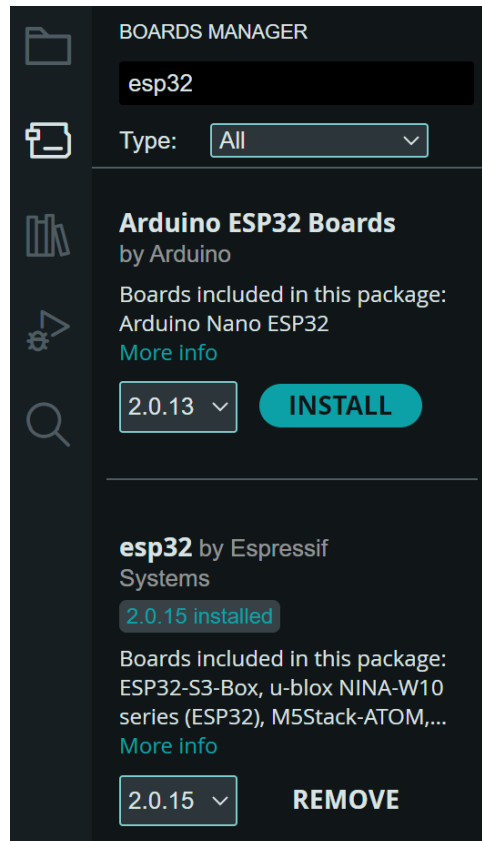 BOARDS MANAGER
esp32
Type: All
Arduino ESP32 Boards
by Arduino
Boards included in this package:
Arduino Nano ESP32
More info
2.0.13 INSTALL
esp32 by Espressif
Systems
2.0.15 installed
Boards included in this package:
ESP32-S3-Box, u-blox NINA-W10
series (ESP32), M5Stack-ATOM,...
More info
2.0.15 REMOVE